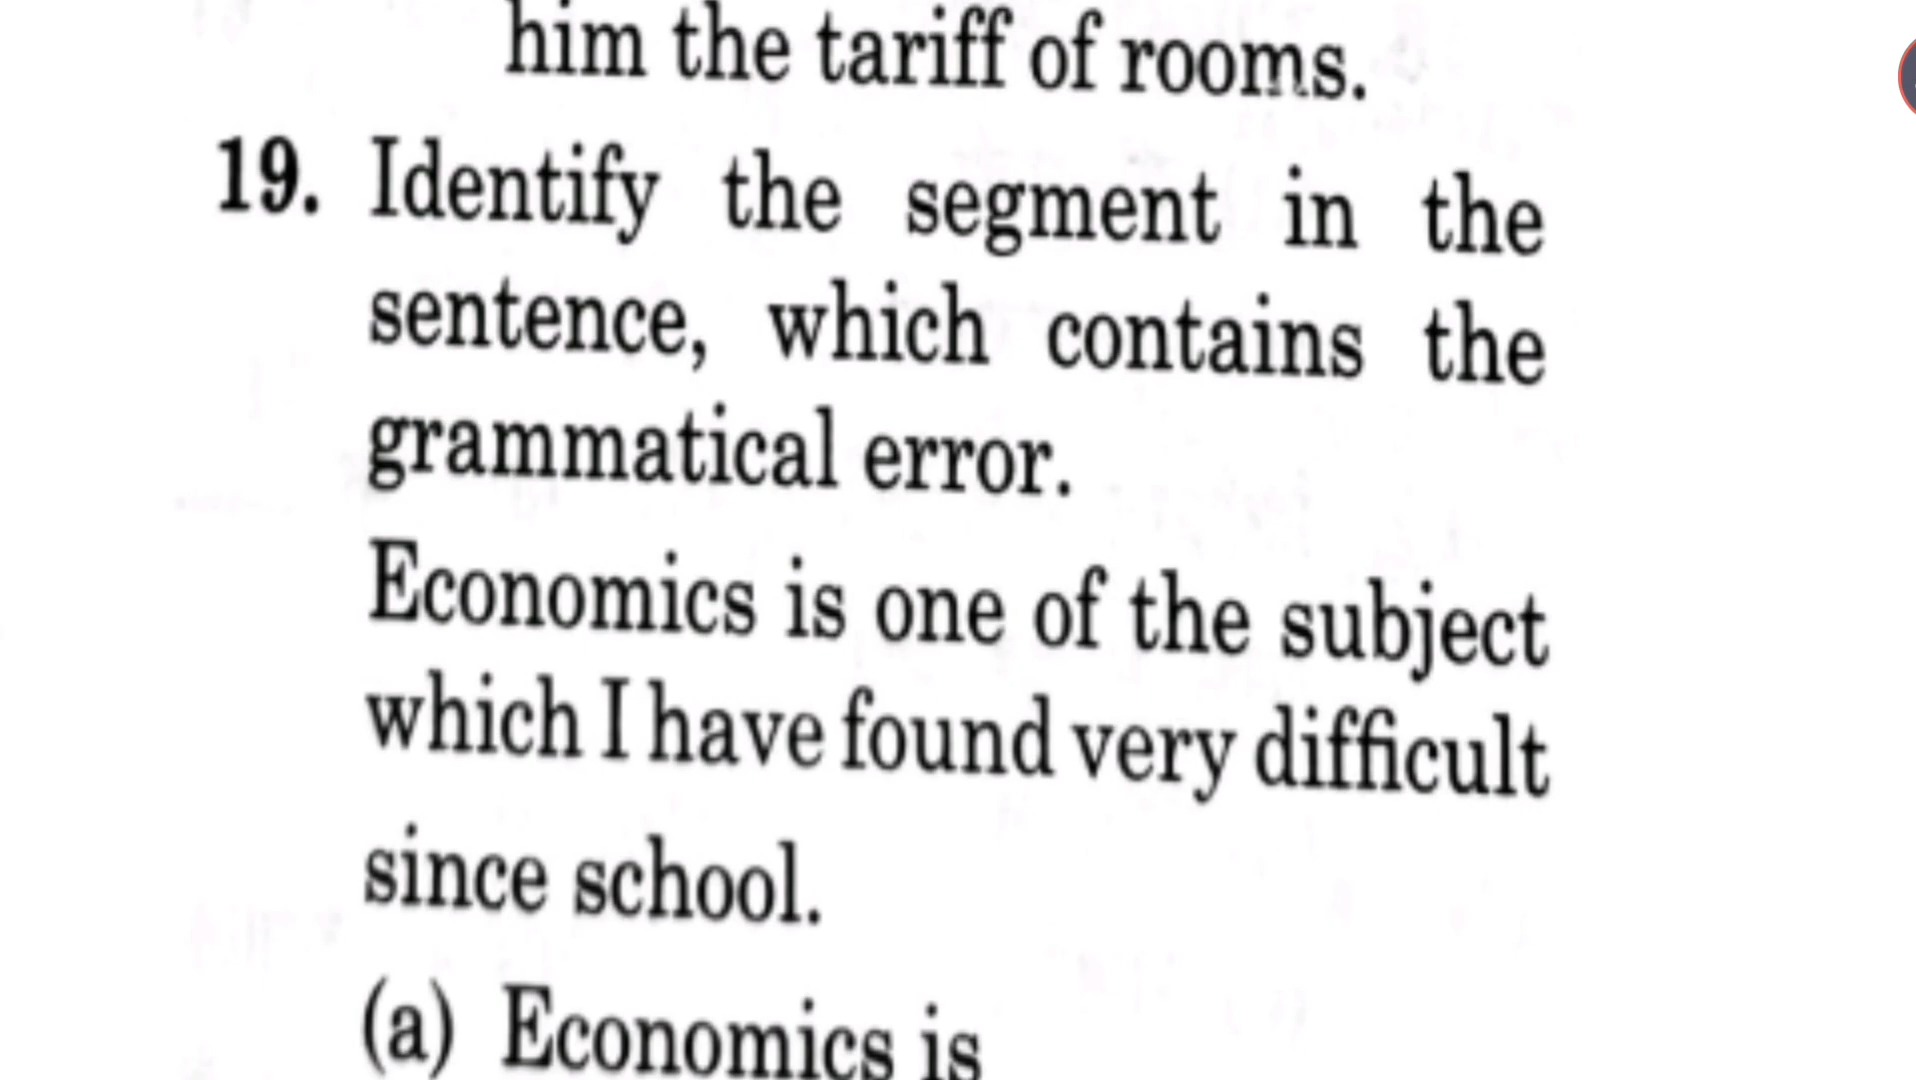 him the tariff of rooms.
19. Identify the segment in the
sentence, which contains the
grammatical error.
Economics is one of the subject
which I have found very difficult
since school.
(a) Economics is